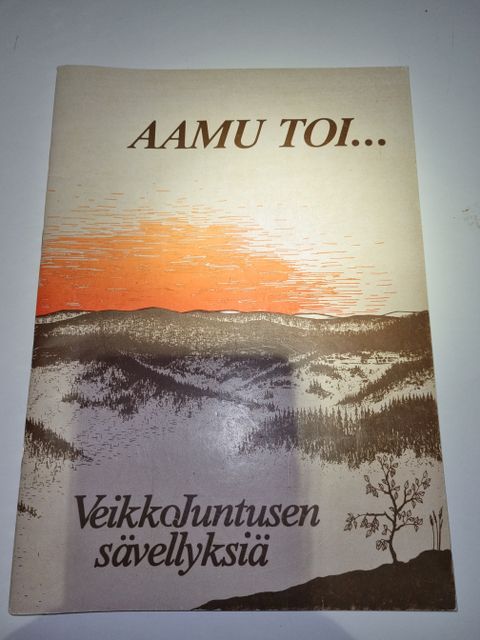 AAMU TOI...
Veikko Juntusen
sävellyksiä